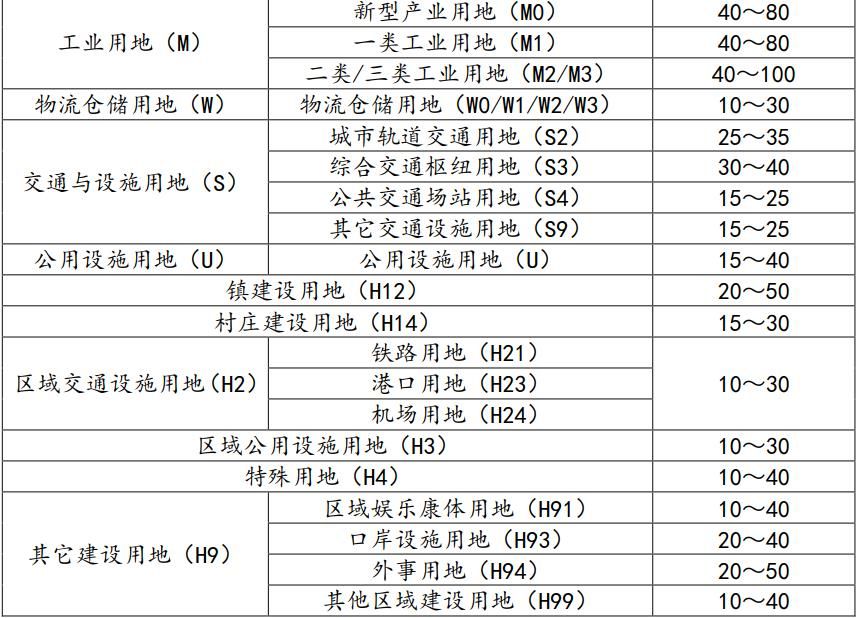 工业用地（M） 新型产业用地（M0） 40～80
一类工业用地（M1） 40～80
二类/三类工业用地（M2/M3） 40～100
物流仓储用地（W） 物流仓储用地（W0/W1/W2/W3） 10～30
交通与设施用地（S） 城市轨道交通用地（S2） 25～35
综合交通枢纽用地（S3） 30～40
公共交通场站用地（S4） 15～25
其它交通设施用地（S9） 15～25
公用设施用地（U） 公用设施用地（U） 15～40
镇建设用地（H12） 20～50
村庄建设用地（H14） 15～30
区域交通设施用地(H2) 铁路用地（H21） 10～30
港口用地（H23）
机场用地（H24）
区域公用设施用地（H3） 10～30
特殊用地（H4） 10～40
其它建设用地（H9） 区域娱乐康体用地（H91） 10～40
口岸设施用地（H93） 20～40
外事用地（H94） 20～50
其他区域建设用地（H99） 10～40